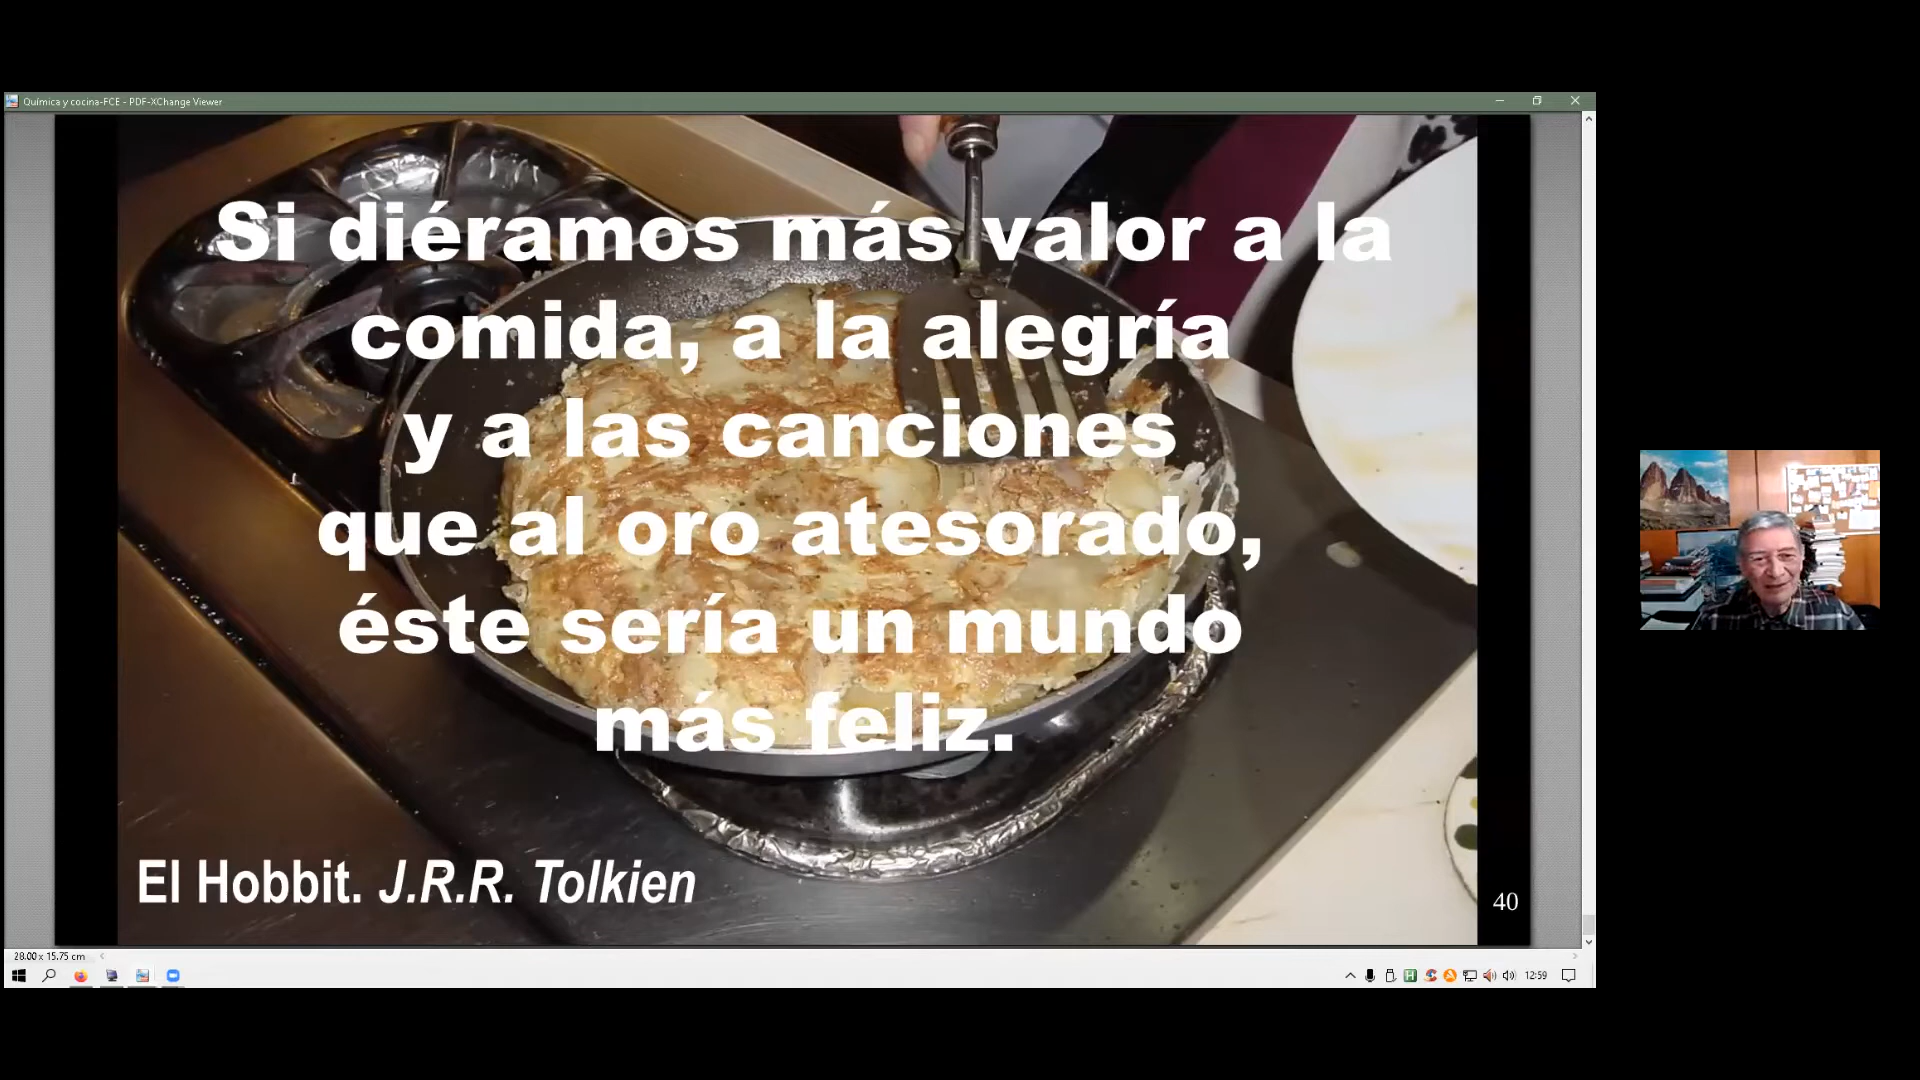 Química y cocina-FCE - PDF-XChange Viewer
Si diéramos más valor a la
comida, a la alegría
y a las canciones
que al oro atesorado,
éste sería un mundo
más feliz.
El Hobbit. J.R.R. Tolkien
40
28.00 x 15.75 cm
12:59